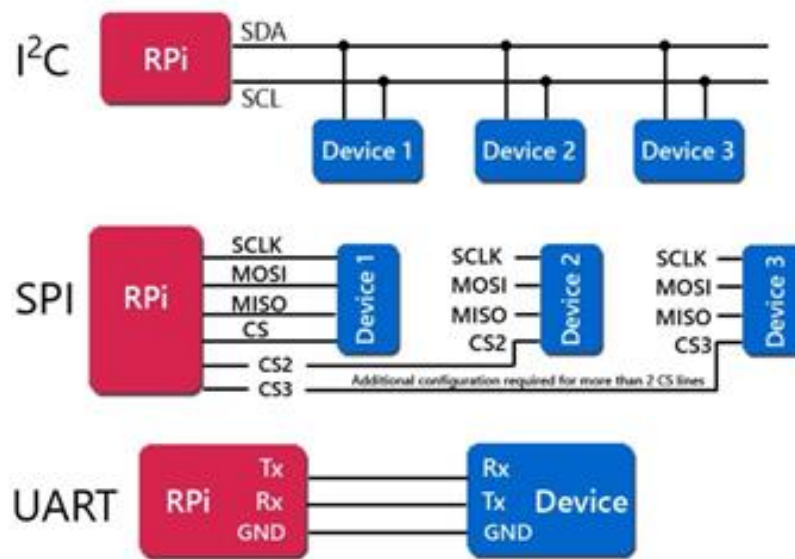 I²C
RPi
SDA
SCL
Device 1
Device 2
Device 3
SPI
RPi
SCLK
MOSI
MISO
CS
CS2
CS3
Device 1
SCLK
MOSI
MISO
CS2
Device 2
SCLK
MOSI
MISO
CS3
Device 3
Additional configuration required for more than 2 CS lines
UART
RPi
Tx
Rx
GND
Rx
Tx
GND
Device